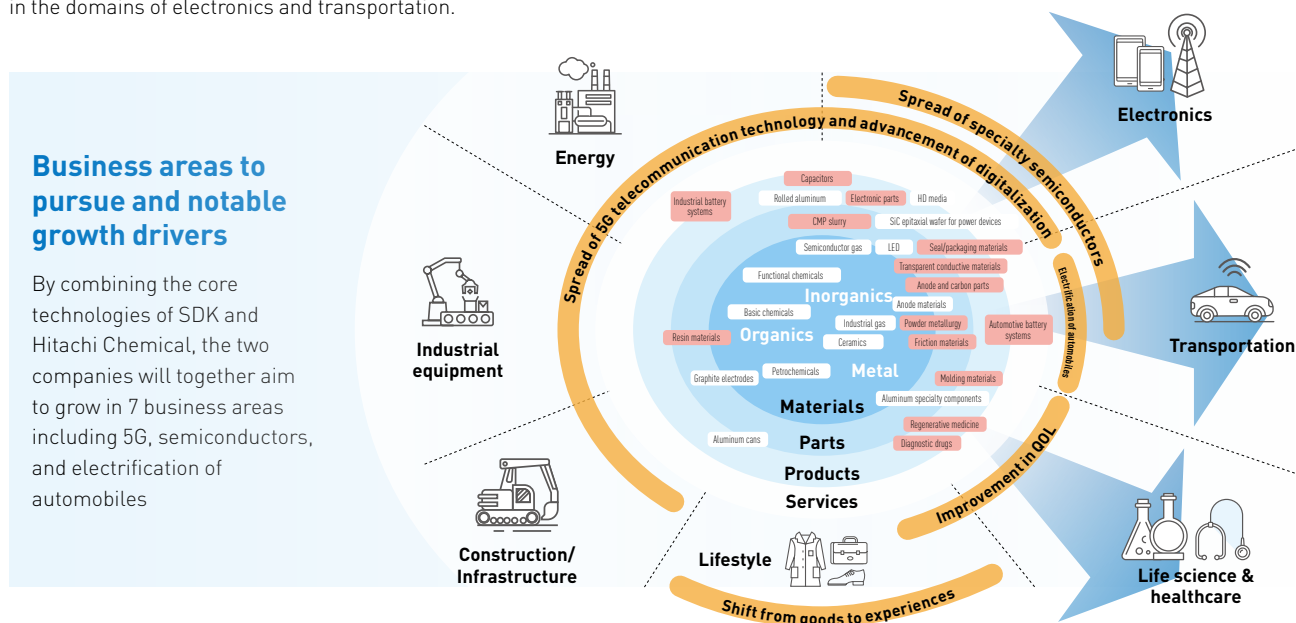 in the domains of electronics and transportation.
Business areas to
pursue and notable
growth drivers
By combining the core
technologies of SDK and
Hitachi Chemical, the two
companies will together aim
to grow in 7 business areas
including 5G, semiconductors,
and electrification of
automobiles
Energy
Industrial
equipment
Construction/
Infrastructure
Lifestyle
Electronics
Transportation
Life science &
healthcare
Spread of 5G telecommunication technology and advancement of digitalization
Spread of specialty semiconductors
Electrification of automobiles
Improvement in QOL
Shift from goods to experiences
Capacitors
Industrial battery
systems
Rolled aluminum
Electronic parts
HD media
CMP slurry
SiC epitaxial wafer for power devices
Semiconductor gas
LED
Seal/packaging materials
Transparent conductive materials
Functional chemicals
Anode and carbon parts
Inorganics
Anode materials
Basic chemicals
Industrial gas
Powder metallurgy
Automotive battery
systems
Resin materials
Organics
Ceramics
Friction materials
Petrochemicals
Metal
Graphite electrodes
Molding materials
Aluminum specialty components
Materials
Regenerative medicine
Aluminum cans
Parts
Diagnostic drugs
Products
Services